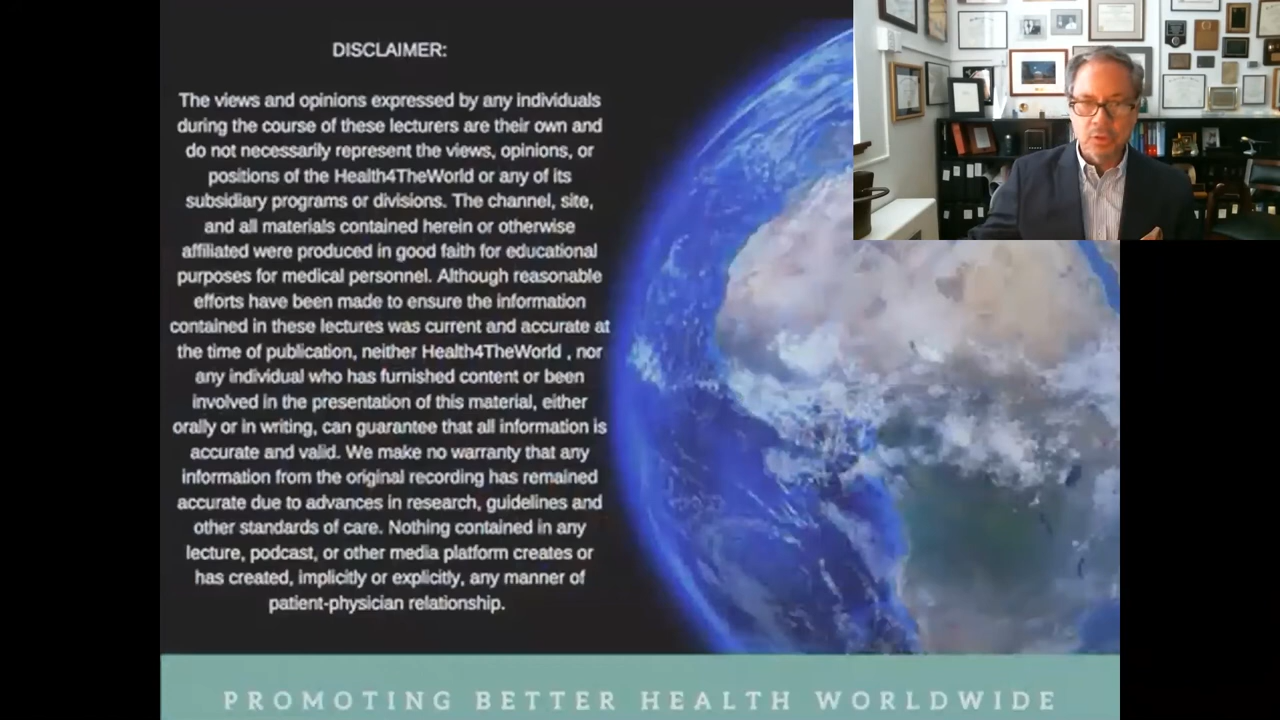 DISCLAIMER:
The views and opinions expressed by any individuals
during the course of these lecturers are their own and
do not necessarily represent the views, opinions, or
positions of the Health4TheWorld or any of its
subsidiary programs or divisions. The channel, site,
and all materials contained herein or otherwise
affiliated were produced in good faith for educational
purposes for medical personnel. Although reasonable
efforts have been made to ensure the information
contained in these lectures was current and accurate at
the time of publication, neither Health4TheWorld , nor
any individual who has furnished content or been
involved in the presentation of this material, either
orally or in writing, can guarantee that all information is
accurate and valid. We make no warranty that any
information from the original recording has remained
accurate due to advances in research, guidelines and
other standards of care. Nothing contained in any
lecture, podcast, or other media platform creates or
has created, implicitly or explicitly, any manner of
patient-physician relationship.
PROMOTING BETTER HEALTH WORLDWIDE